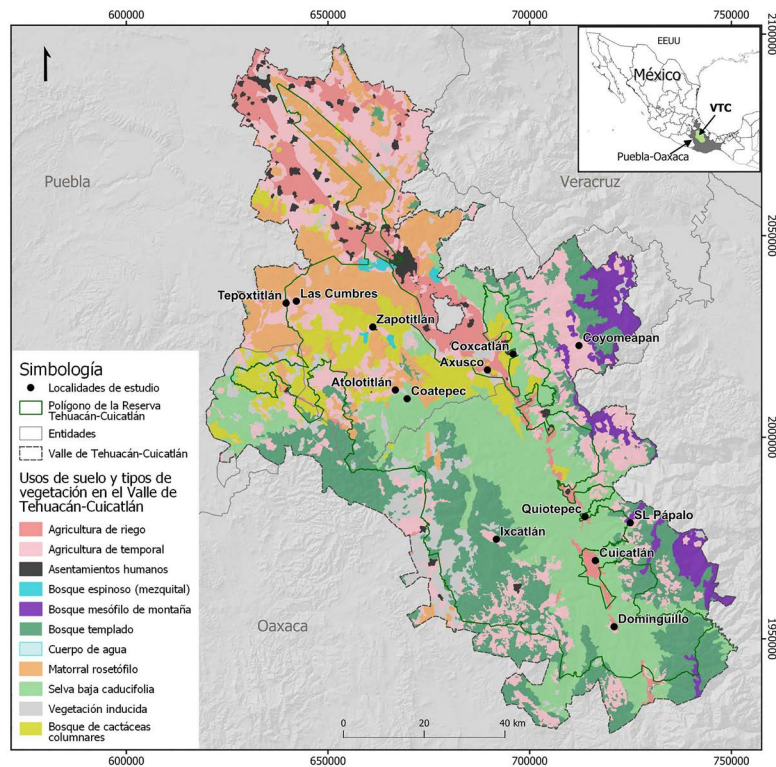 600000
650000
700000
750000
2100000
EEUU
México
VTC
Puebla-Oaxaca
Puebla
Veracruz
2050000
Tepoxtitlán
Las Cumbres
Zapotitlán
Coxcatlán
Coyomeapan
Axusco
Atolotitlán
Coatepec
2000000
Quiotepec
SL Pápalo
Ixcatlán
Cuicatlán
Oaxaca
Dominguillo
1950000
Simbología
Localidades de estudio
Polígono de la Reserva
Tehuacán-Cuicatlán
Entidades
Valle de Tehuacán-Cuicatlán
Usos de suelo y tipos de
vegetación en el Valle de
Tehuacán-Cuicatlán
Agricultura de riego
Agricultura de temporal
Asentamientos humanos
Bosque espinoso (mezquital)
Bosque mesófilo de montaña
Bosque templado
Cuerpo de agua
Matorral rosetófilo
Selva baja caducifolia
Vegetación inducida
Bosque de cactáceas
columnares
0
20
40 km
600000
650000
700000
750000